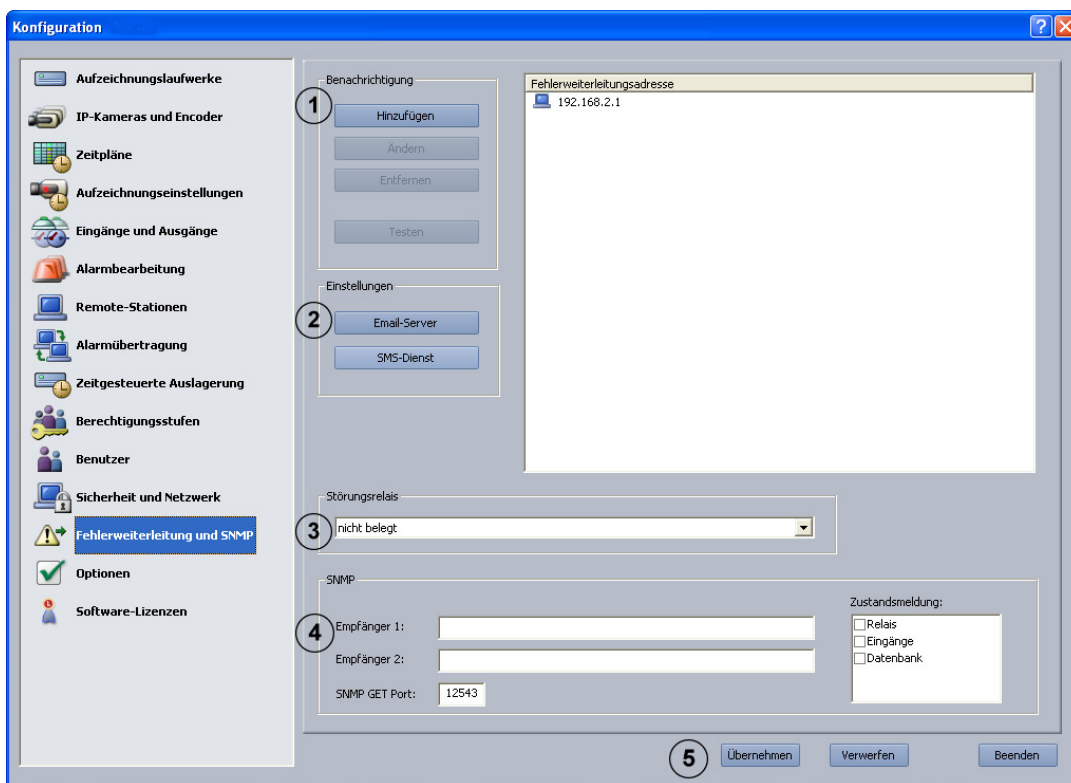 Konfiguration
Aufzeichnungslaufwerke
IP-Kameras und Encoder
Zeitpläne
Aufzeichnungseinstellungen
Eingänge und Ausgänge
Alarmbearbeitung
Remote-Stationen
Alarmübertragung
Zeitgesteuerte Auslagerung
Berechtigungsstufen
Benutzer
Sicherheit und Netzwerk
Fehlerweiterleitung und SNMP
Optionen
Software-Lizenzen
Benachrichtigung
1
Hinzufügen
Ändern
Entfernen
Testen
Fehlerweiterleitungsadresse
192.168.2.1
Einstellungen
2
Email-Server
SMS-Dienst
Störungsrelais
3
nicht belegt
SNMP
4
Empfänger 1:
Empfänger 2:
SNMP GET Port:
12543
Zustandsmeldung:
Relais
Eingänge
Datenbank
5
Übernehmen
Verwerfen
Beenden